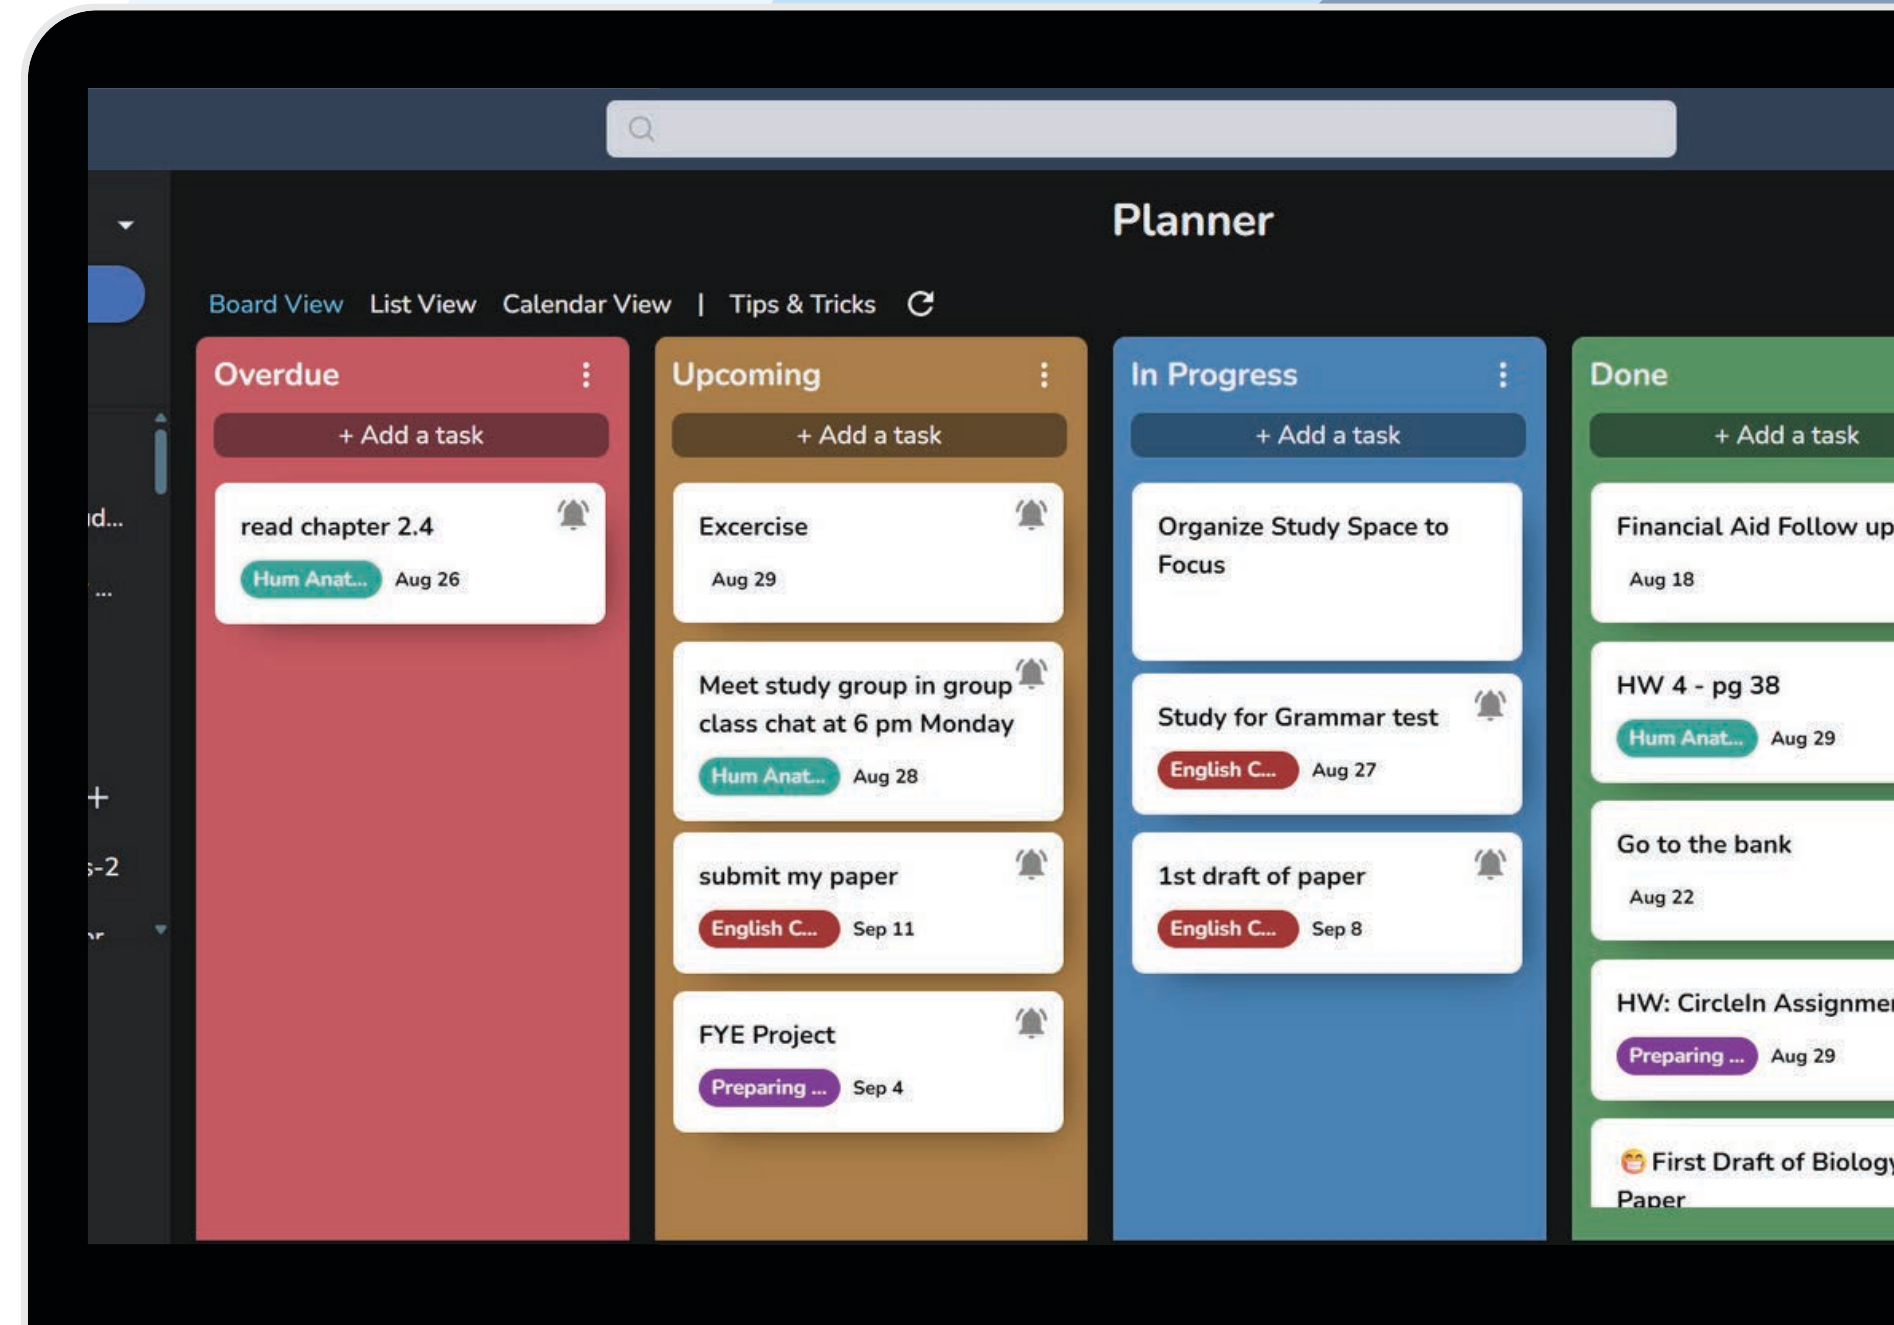 Planner
Board View List View Calendar View | Tips & Tricks
Overdue
+ Add a task
read chapter 2.4
Hum Anat... Aug 26
Upcoming
+ Add a task
Excercise
Aug 29
Meet study group in group
class chat at 6 pm Monday
Hum Anat... Aug 28
submit my paper
English C... Sep 11
FYE Project
Preparing ... Sep 4
In Progress
+ Add a task
Organize Study Space to
Focus
Study for Grammar test
English C... Aug 27
1st draft of paper
English C... Sep 8
Done
+ Add a task
Financial Aid Follow up
Aug 18
HW 4 - pg 38
Hum Anat... Aug 29
Go to the bank
Aug 22
HW: CircleIn Assignmen
Preparing ... Aug 29
😁 First Draft of Biology
Paper